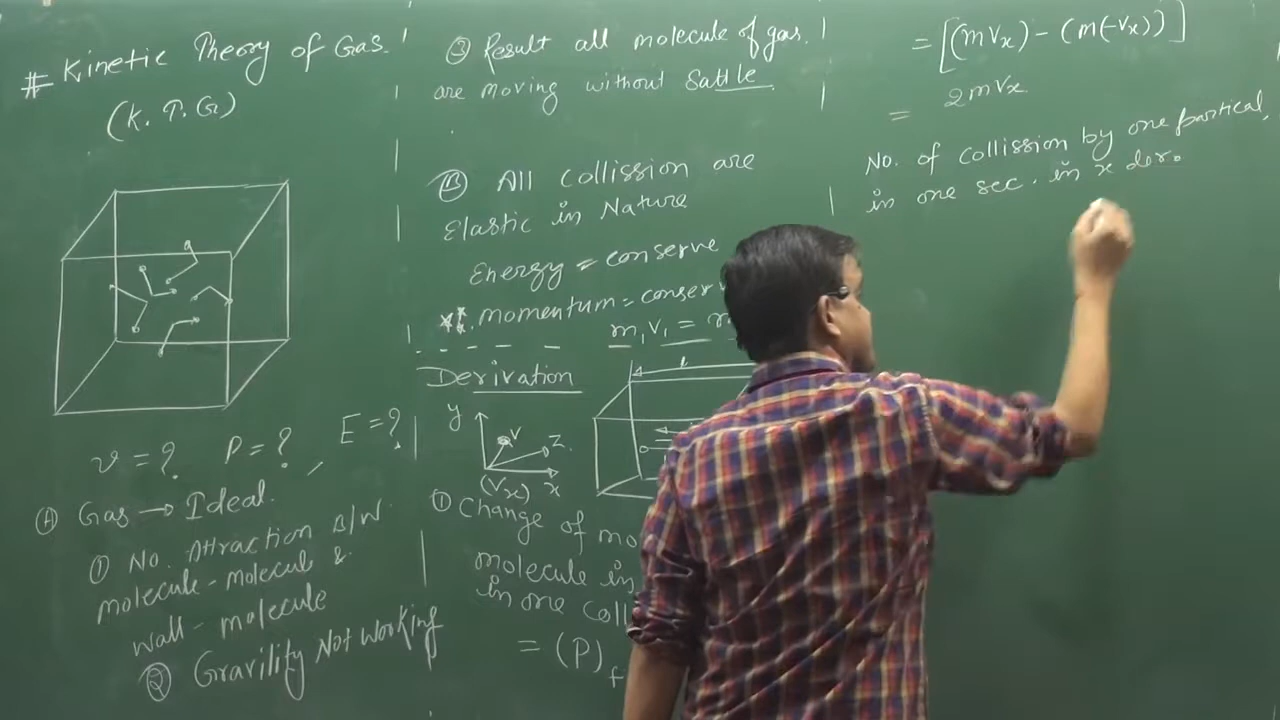 # Kinetic Theory of Gas.
(K. T. G)
v = ? P = ? , E = ?
(A) Gas → Ideal.
① No. Attraction B/W.
molecule - molecule &
wall - molecule
② Gravility Not Working
③ Result all molecule of gas.
are moving without Sattle.
(B) All Collission are
Elastic in Nature
Energy = conserve
momentum = conserv
m₁v₁ =
Derivation
y
v
z.
(Vx) x
① Change of mo
molecule in
in one coll
= (P)f
= [(mVx) - (m(-Vx))]
= 2mVx
No. of Collission by one partical,
in one sec. in x dir.